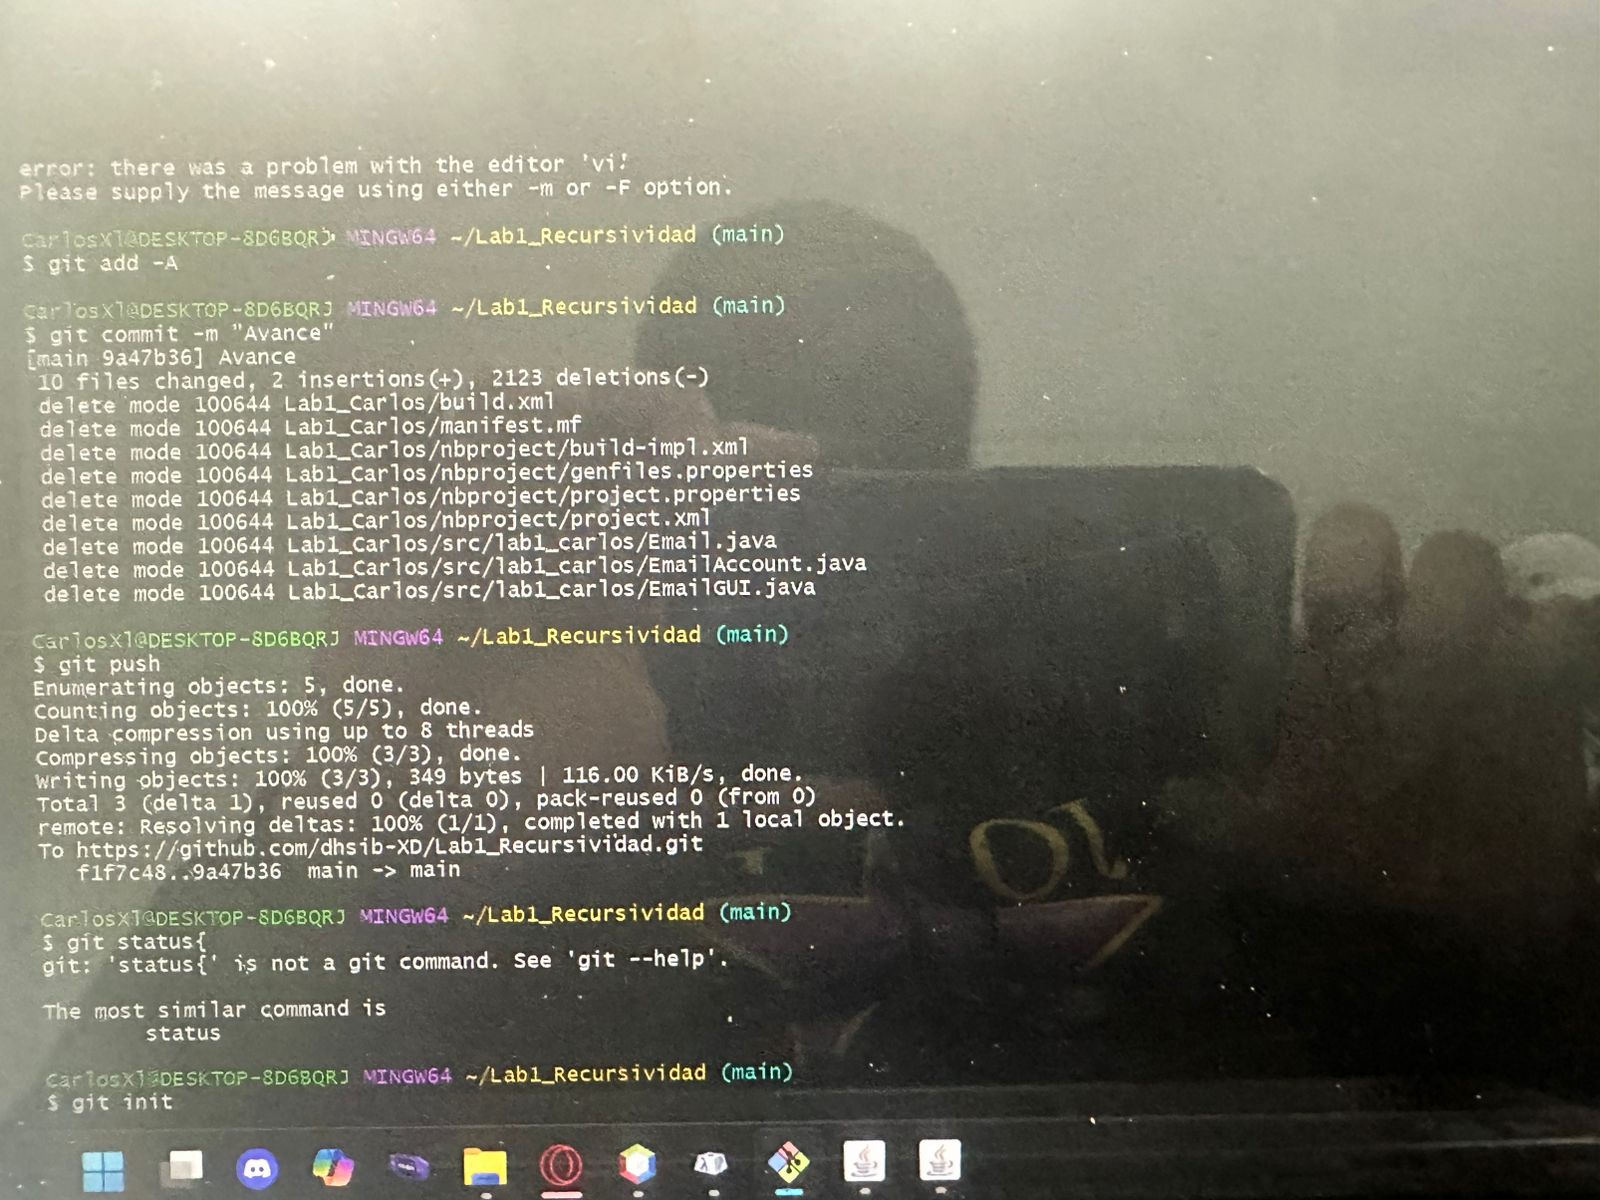 error: there was a problem with the editor 'vi'
Please supply the message using either -m or -F option.
CarlosXl@DESKTOP-8D6BQRJ MINGW64 ~/Lab1_Recursividad (main)
$ git add -A
CarlosXl@DESKTOP-8D6BQRJ MINGW64 ~/Lab1_Recursividad (main)
$ git commit -m "Avance"
[main 9a47b36] Avance
10 files changed, 2 insertions(+), 2123 deletions(-)
delete mode 100644 Lab1_Carlos/build.xml
delete mode 100644 Lab1_Carlos/manifest.mf
delete mode 100644 Lab1_Carlos/nbproject/build-impl.xml
delete mode 100644 Lab1_Carlos/nbproject/genfiles.properties
delete mode 100644 Lab1_Carlos/nbproject/project.properties
delete mode 100644 Lab1_Carlos/nbproject/project.xml
delete mode 100644 Lab1_Carlos/src/lab1_carlos/Email.java
delete mode 100644 Lab1_Carlos/src/lab1_carlos/EmailAccount.java
delete mode 100644 Lab1_Carlos/src/lab1_carlos/EmailGUI.java
CarlosXl@DESKTOP-8D6BQRJ MINGW64 ~/Lab1_Recursividad (main)
$ git push
Enumerating objects: 5, done.
Counting objects: 100% (5/5), done.
Delta compression using up to 8 threads
Compressing objects: 100% (3/3), done.
Writing objects: 100% (3/3), 349 bytes | 116.00 KiB/s, done.
Total 3 (delta 1), reused 0 (delta 0), pack-reused 0 (from 0)
remote: Resolving deltas: 100% (1/1), completed with 1 local object.
To https://github.com/dhsib-XD/Lab1_Recursividad.git
f1f7c48..9a47b36  main -> main
CarlosXl@DESKTOP-8D6BQRJ MINGW64 ~/Lab1_Recursividad (main)
$ git status{
git: 'status{' is not a git command. See 'git --help'.
The most similar command is
status
CarlosXl@DESKTOP-8D6BQRJ MINGW64 ~/Lab1_Recursividad (main)
$ git init